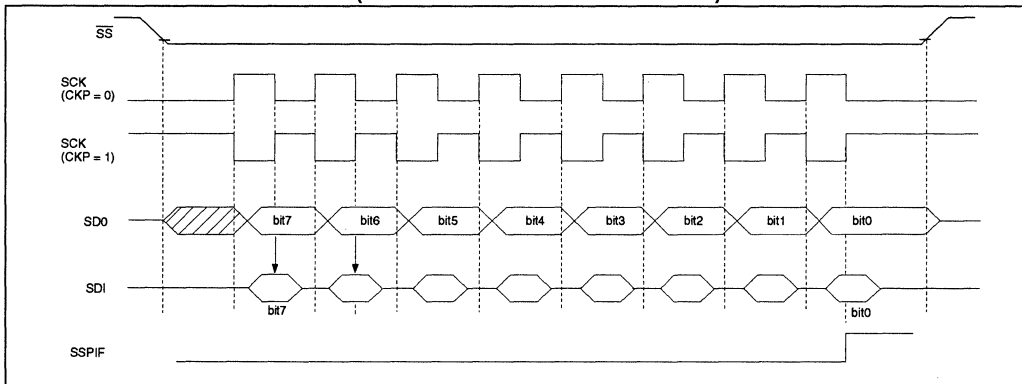 SS
SCK
(CKP = 0)
SCK
(CKP = 1)
SD0
bit7
bit6
bit5
bit4
bit3
bit2
bit1
bit0
SDI
bit7
bit0
SSPIF